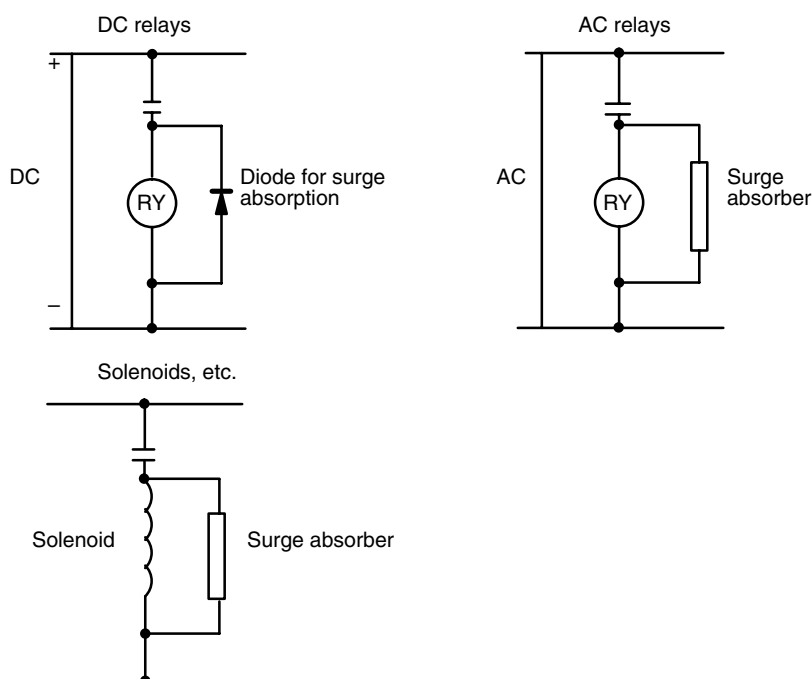 DC relays
+
DC
RY
Diode for surge
absorption
–
AC relays
AC
RY
Surge
absorber
Solenoids, etc.
Solenoid
Surge absorber